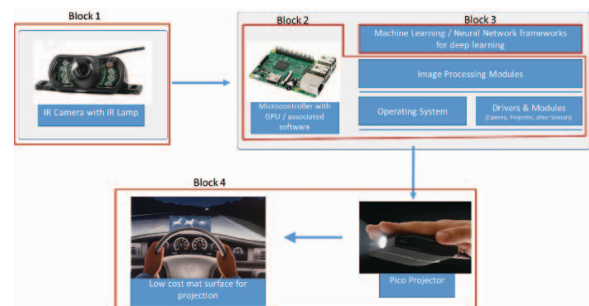 Block 1
IR Camera with IR Lamp
Block 2
Microcontroller with
GPU / associated
software
Block 3
Machine Learning / Neural Network frameworks
for deep learning
Image Processing Modules
Operating System
Drivers & Modules
(Camera, Projector, other Sensors)
Block 4
Low cost mat surface for
projection
Pico Projector